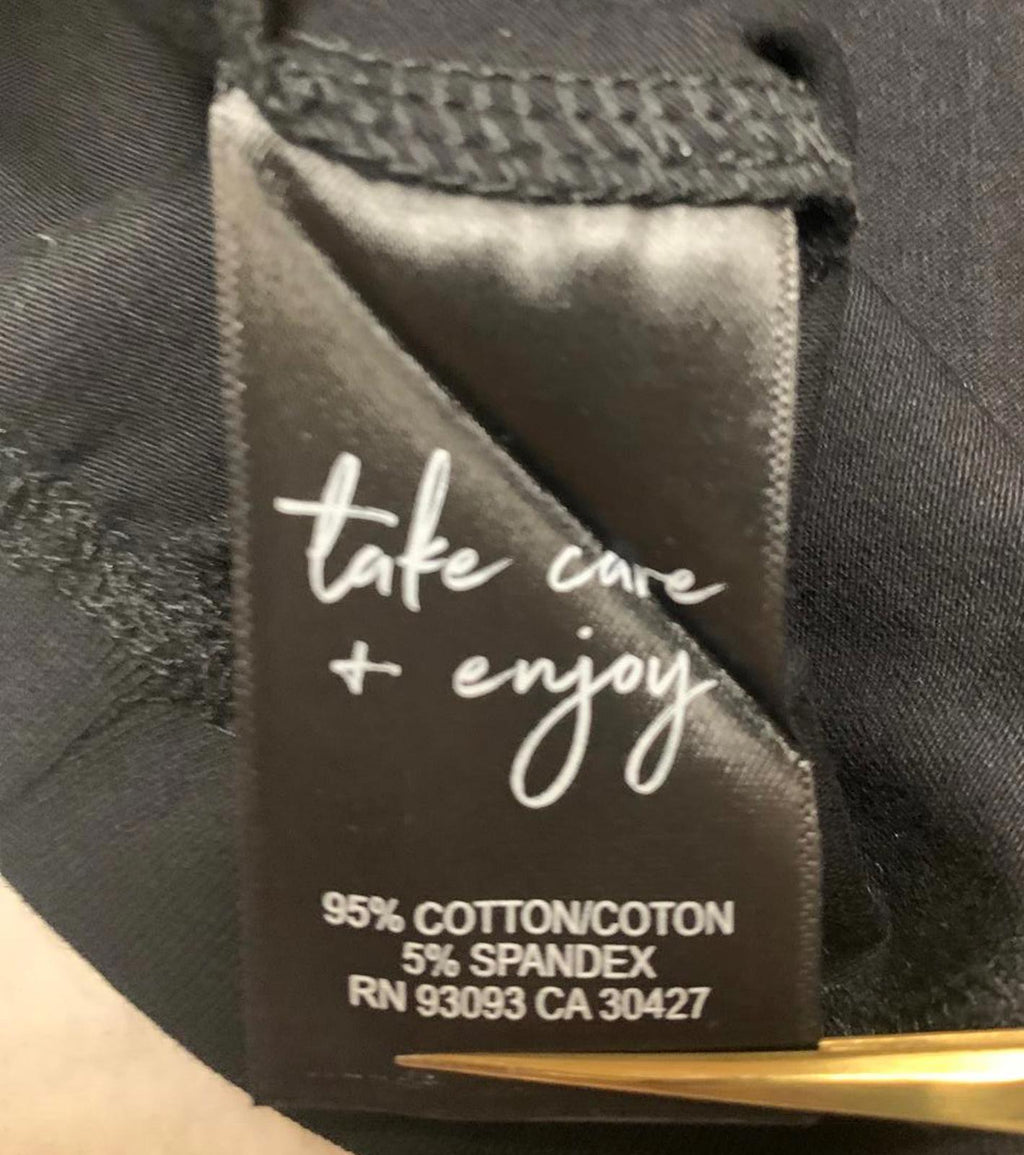 take care
+ enjoy
95% COTTON/COTON
5% SPANDEX
RN 93093 CA 30427